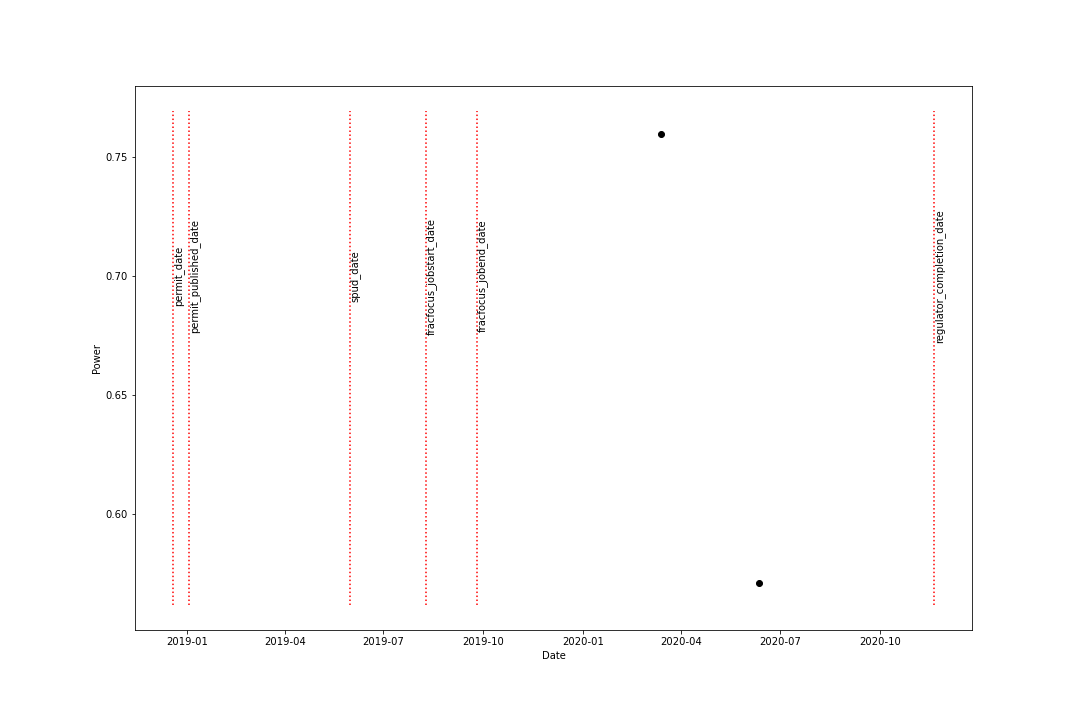 0.75
0.70
0.65
0.60
Power
permit_date
permit_published_date
spud_date
fracfocus_jobstart_date
fracfocus_jobend_date
regulator_completion_date
2019-01 2019-04 2019-07 2019-10 2020-01 2020-04 2020-07 2020-10
Date